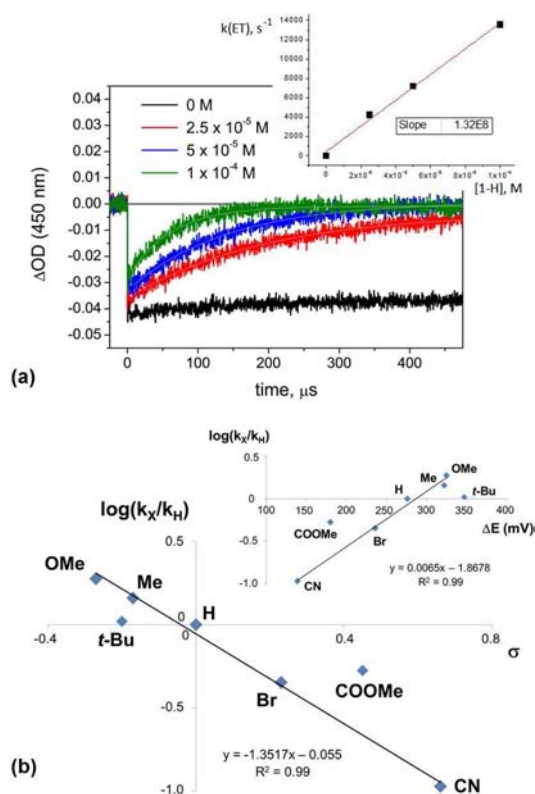 k(ET), s⁻¹
14000
12000
10000
8000
6000
4000
2000
0
Slope 1.32E8
0 2x10⁻⁵ 4x10⁻⁵ 6x10⁻⁵ 8x10⁻⁵ 1x10⁻⁴
[1-H], M
0 M
2.5 x 10⁻⁵ M
5 x 10⁻⁵ M
1 x 10⁻⁴ M
0.04
0.03
0.02
0.01
0.00
-0.01
-0.02
-0.03
-0.04
-0.05
ΔOD (450 nm)
0 100 200 300 400
time, μs
(a)
log(kX/kH)
0.5
0
-0.5
-1.0
100 150 200 250 300 350 400
ΔE (mV)
OMe
Me
H
t-Bu
COOMe
Br
CN
y = 0.0065x - 1.8678
R² = 0.99
log(kX/kH)
0.5
0
-0.5
-1.0
-0.4 0 0.4 0.8
σ
OMe
Me
H
t-Bu
Br
COOMe
CN
y = -1.3517x - 0.055
R² = 0.99
(b)